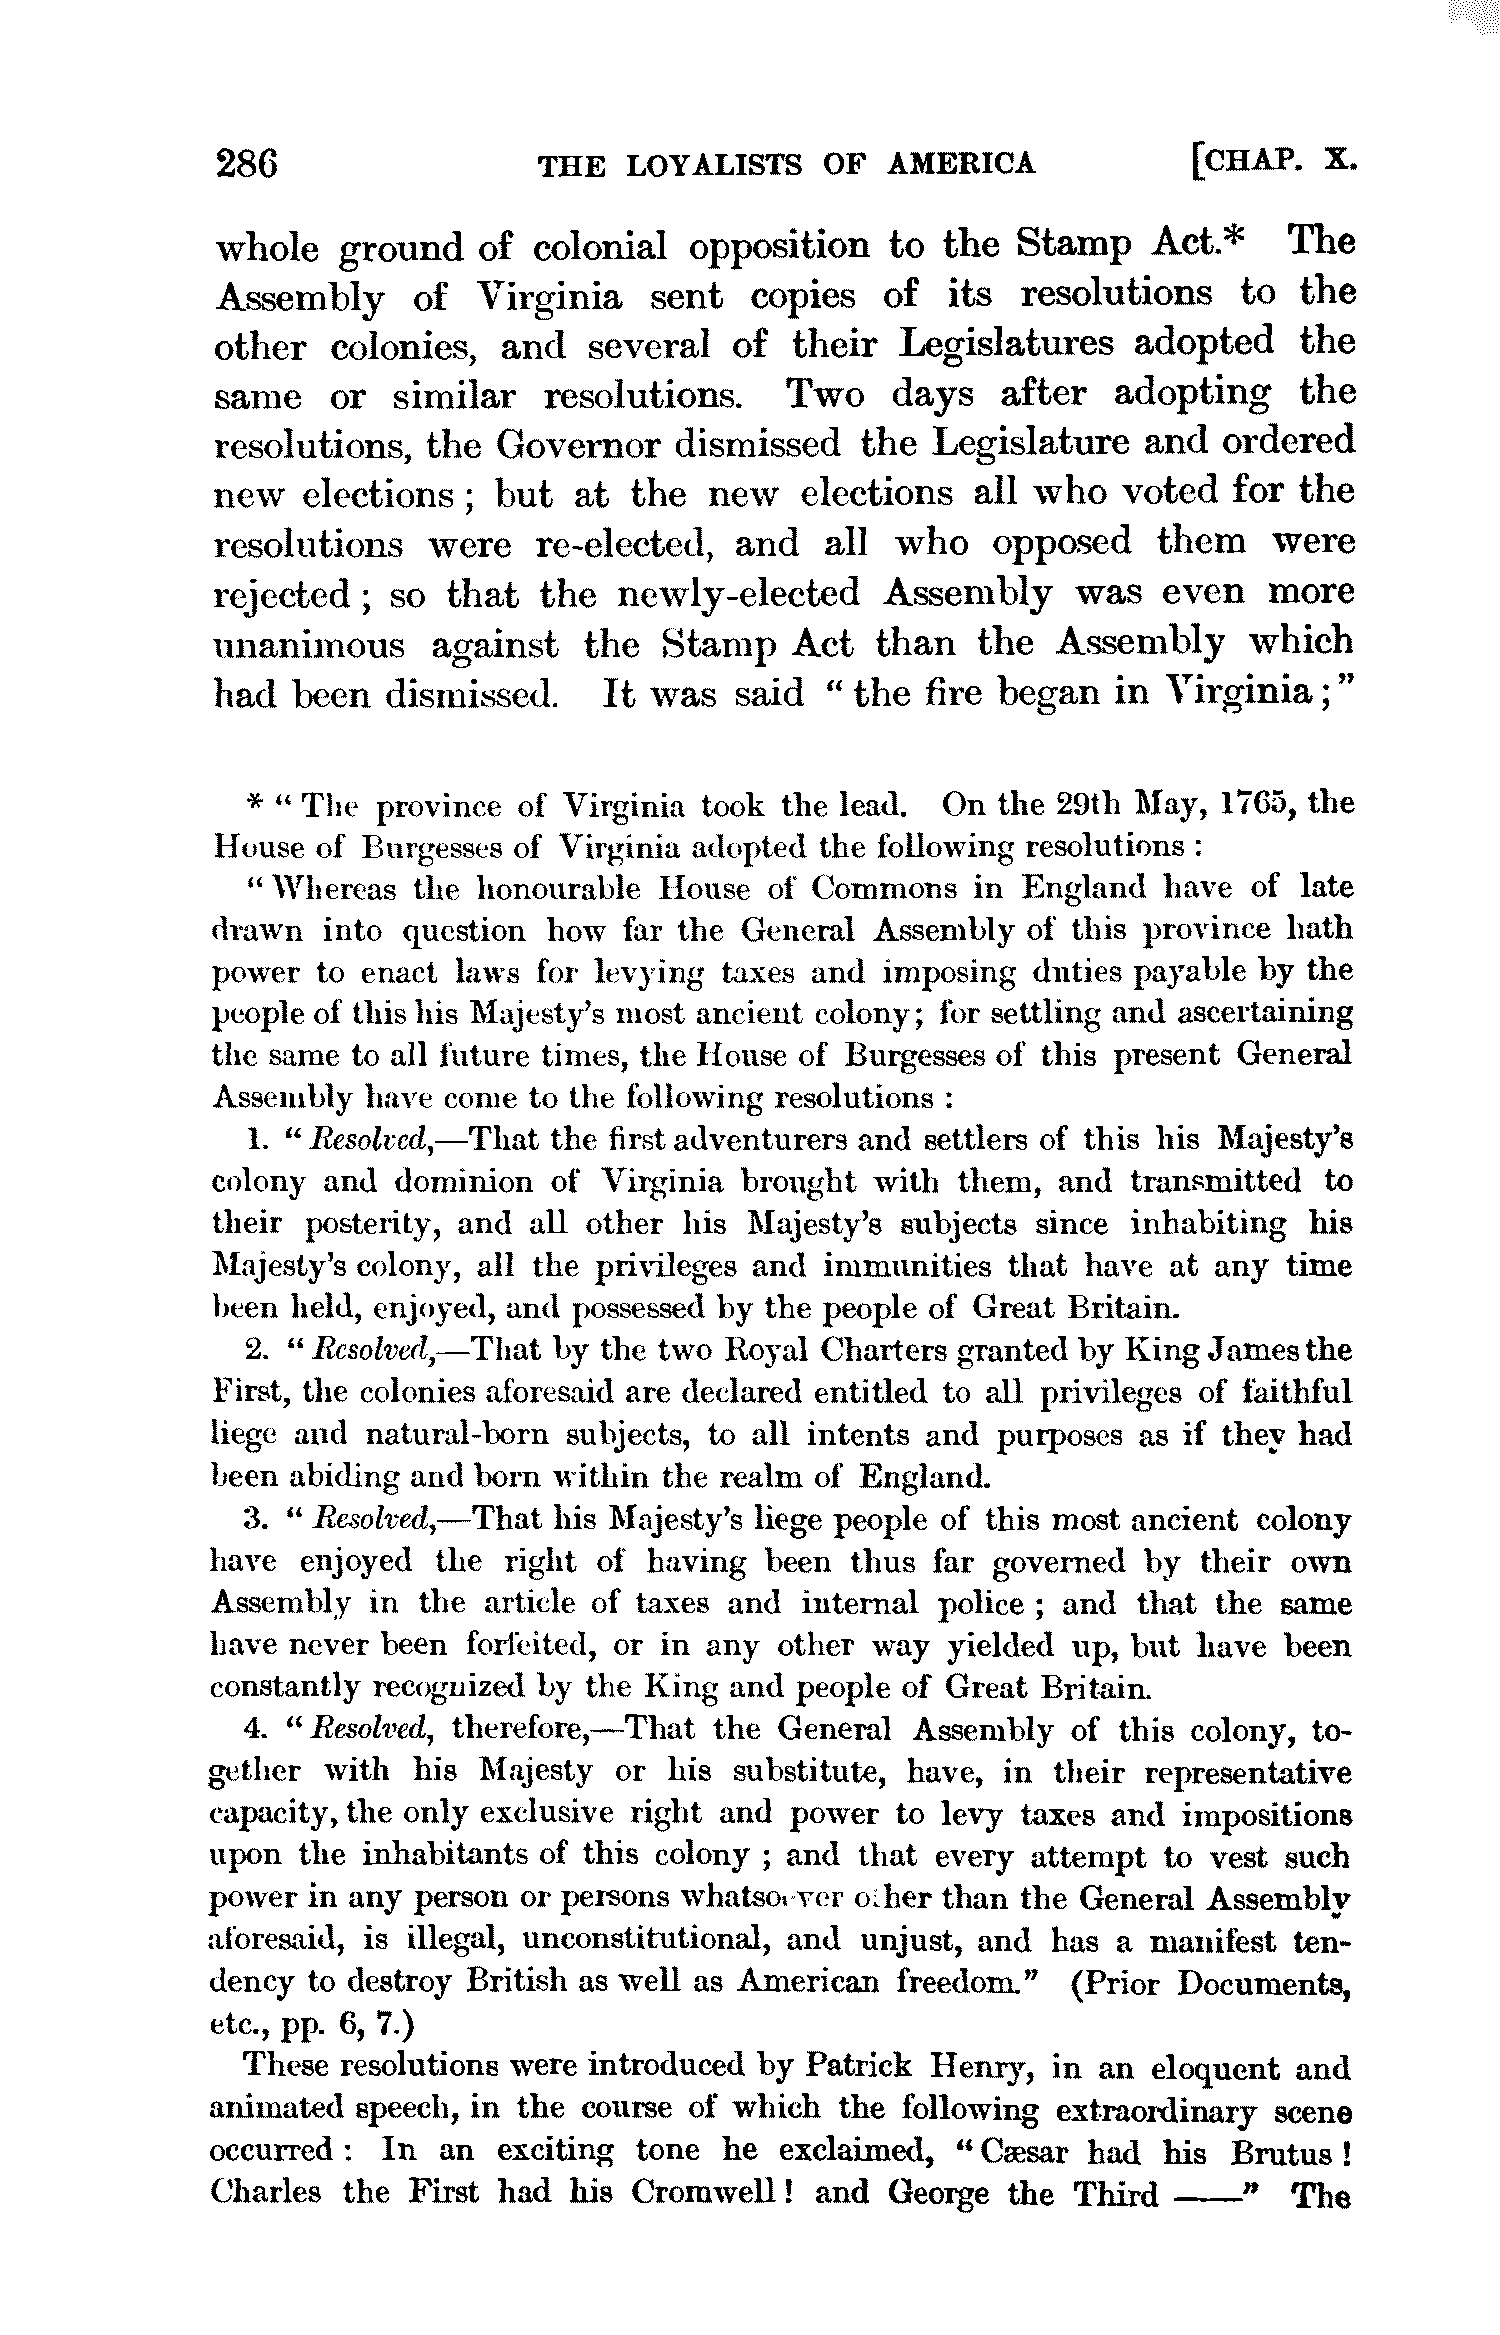 286 THE LOYALISTS OF AMERICA [CHAP. X.
whole ground of colonial opposition to the Stamp Act.* The
Assembly of Virginia sent copies of its resolutions to the
other colonies, and several of their Legislatures adopted the
same or similar resolutions. Two days after adopting the
resolutions, the Governor dismissed the Legislature and ordered
new elections ; but at the new elections all who voted for the
resolutions were re-elected, and all who opposed them were
rejected ; so that the newly-elected Assembly was even more
unanimous against the Stamp Act than the Assembly which
had been dismissed. It was said " the fire began in Virginia ;"
* " The province of Virginia took the lead. On the 29th May, 1765, the
House of Burgesses of Virginia adopted the following resolutions :
" Whereas the honourable House of Commons in England have of late
drawn into question how far the General Assembly of this province hath
power to enact laws for levying taxes and imposing duties payable by the
people of this his Majesty's most ancient colony; for settling and ascertaining
the same to all future times, the House of Burgesses of this present General
Assembly have come to the following resolutions :
1. " Resolved,—That the first adventurers and settlers of this his Majesty's
colony and dominion of Virginia brought with them, and transmitted to
their posterity, and all other his Majesty's subjects since inhabiting his
Majesty's colony, all the privileges and immunities that have at any time
been held, enjoyed, and possessed by the people of Great Britain.
2. " Resolved,—That by the two Royal Charters granted by King James the
First, the colonies aforesaid are declared entitled to all privileges of faithful
liege and natural-born subjects, to all intents and purposes as if they had
been abiding and born within the realm of England.
3. " Resolved,—That his Majesty's liege people of this most ancient colony
have enjoyed the right of having been thus far governed by their own
Assembly in the article of taxes and internal police ; and that the same
have never been forfeited, or in any other way yielded up, but have been
constantly recognized by the King and people of Great Britain.
4. " Resolved, therefore,—That the General Assembly of this colony, to-
gether with his Majesty or his substitute, have, in their representative
capacity, the only exclusive right and power to levy taxes and impositions
upon the inhabitants of this colony ; and that every attempt to vest such
power in any person or persons whatsoever other than the General Assembly
aforesaid, is illegal, unconstitutional, and unjust, and has a manifest ten-
dency to destroy British as well as American freedom." (Prior Documents,
etc., pp. 6, 7.)
These resolutions were introduced by Patrick Henry, in an eloquent and
animated speech, in the course of which the following extraordinary scene
occurred : In an exciting tone he exclaimed, " Cæsar had his Brutus !
Charles the First had his Cromwell ! and George the Third ——" The